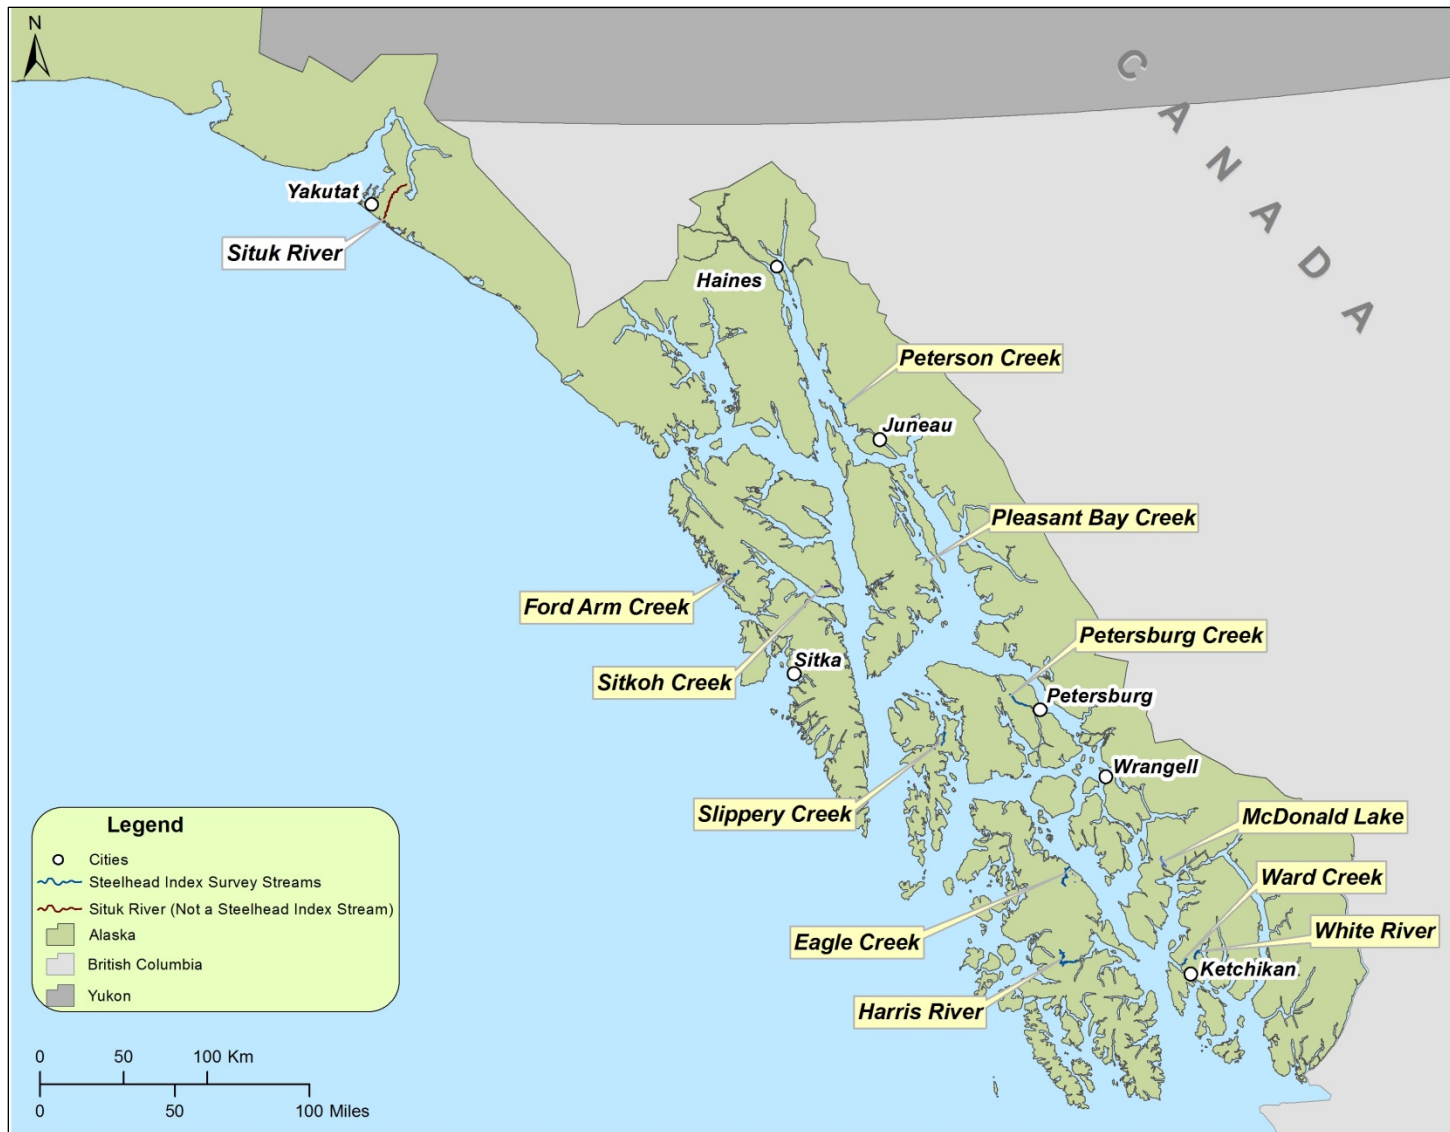 N
CANADA
Yakutat
Situk River
Haines
Peterson Creek
Juneau
Pleasant Bay Creek
Ford Arm Creek
Petersburg Creek
Sitka
Sitkoh Creek
Petersburg
Wrangell
Slippery Creek
McDonald Lake
Ward Creek
White River
Eagle Creek
Ketchikan
Harris River
Legend
Cities
Steelhead Index Survey Streams
Situk River (Not a Steelhead Index Stream)
Alaska
British Columbia
Yukon
0 50 100 Km
0 50 100 Miles